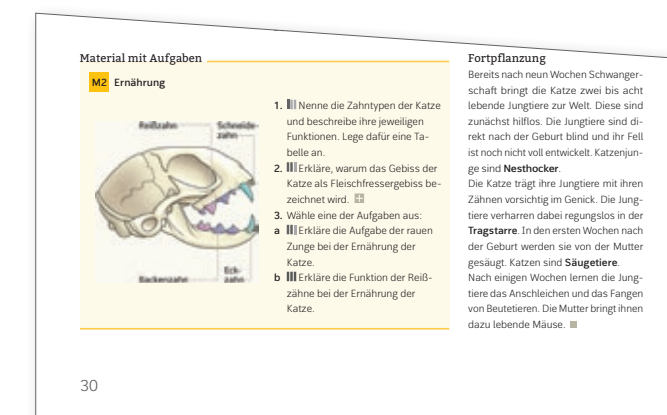 Material mit Aufgaben
M2 Ernährung
Reißzahn
Schneide-
zahn
Backenzahn
Eck-
zahn
1. Nenne die Zahntypen der Katze
und beschreibe ihre jeweiligen
Funktionen. Lege dafür eine Ta-
belle an.
2. Erkläre, warum das Gebiss der
Katze als Fleischfressergebiss be-
zeichnet wird.
3. Wähle eine der Aufgaben aus:
a Erkläre die Aufgabe der rauen
Zunge bei der Ernährung der
Katze.
b Erkläre die Funktion der Reiß-
zähne bei der Ernährung der
Katze.
Fortpflanzung
Bereits nach neun Wochen Schwanger-
schaft bringt die Katze zwei bis acht
lebende Jungtiere zur Welt. Diese sind
zunächst hilflos. Die Jungtiere sind di-
rekt nach der Geburt blind und ihr Fell
ist noch nicht voll entwickelt. Katzenjun-
ge sind Nesthocker.
Die Katze trägt ihre Jungtiere mit ihren
Zähnen vorsichtig im Genick. Die Jung-
tiere verharren dabei regungslos in der
Tragstarre. In den ersten Wochen nach
der Geburt werden sie von der Mutter
gesäugt. Katzen sind Säugetiere.
Nach einigen Wochen lernen die Jung-
tiere das Anschleichen und das Fangen
von Beutetieren. Die Mutter bringt ihnen
dazu lebende Mäuse.
30